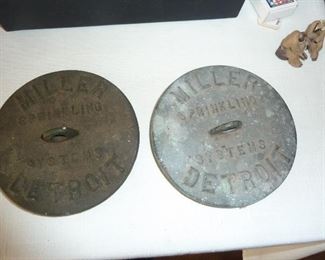 MILLER
SPRINKLING
SYSTEMS
DETROIT
MILLER
SPRINKLING
SYSTEMS
DETROIT